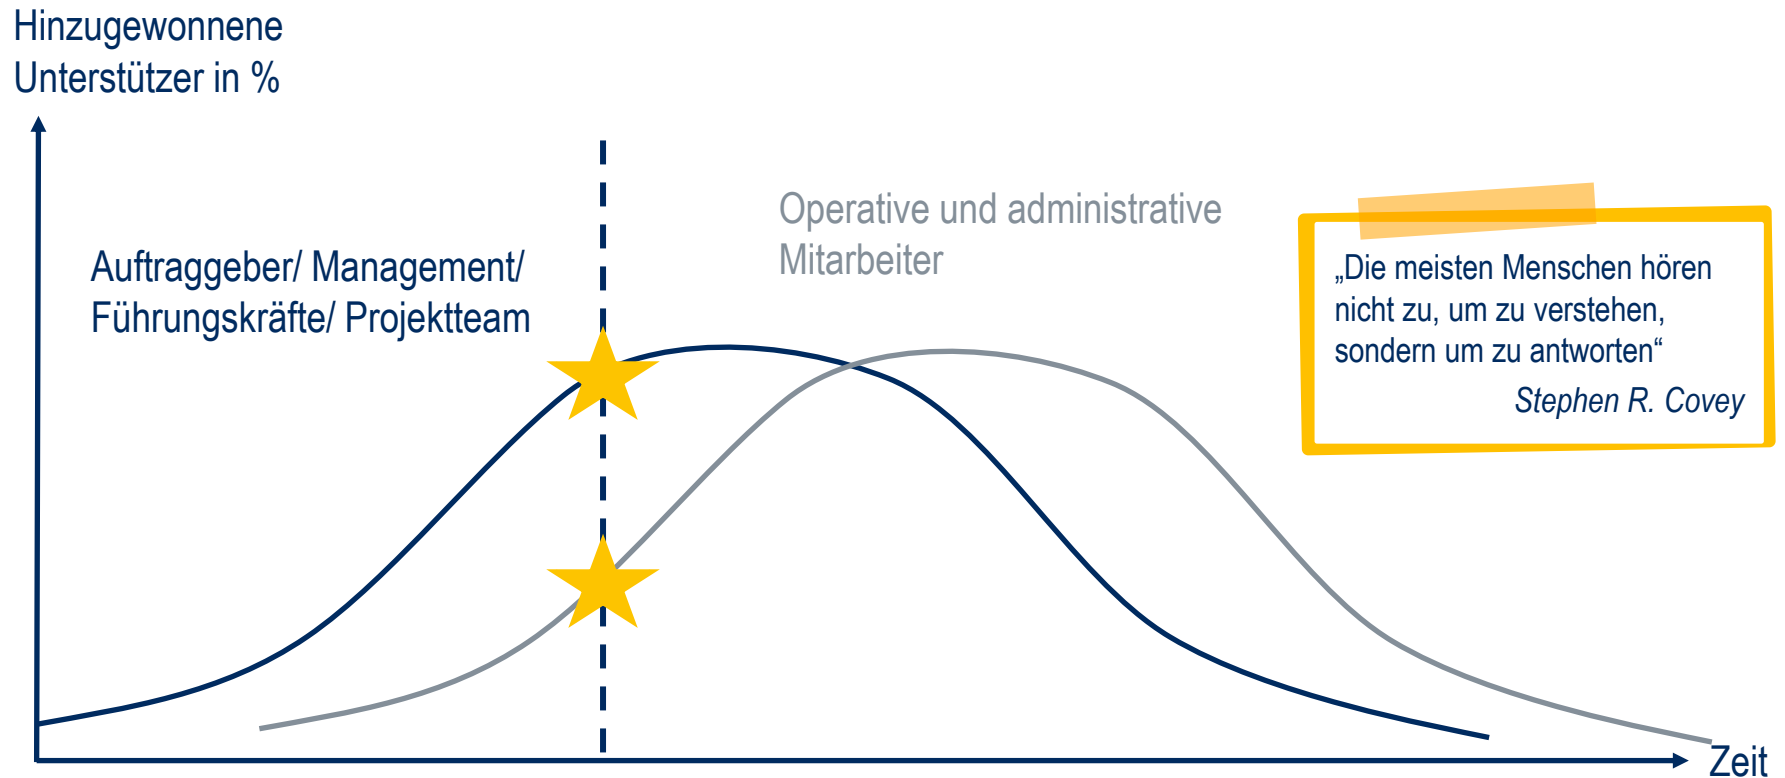 Hinzugewonnene
Unterstützer in %
Operative und administrative
Mitarbeiter
Auftraggeber/ Management/
Führungskräfte/ Projektteam
„Die meisten Menschen hören
nicht zu, um zu verstehen,
sondern um zu antworten“
Stephen R. Covey
Zeit